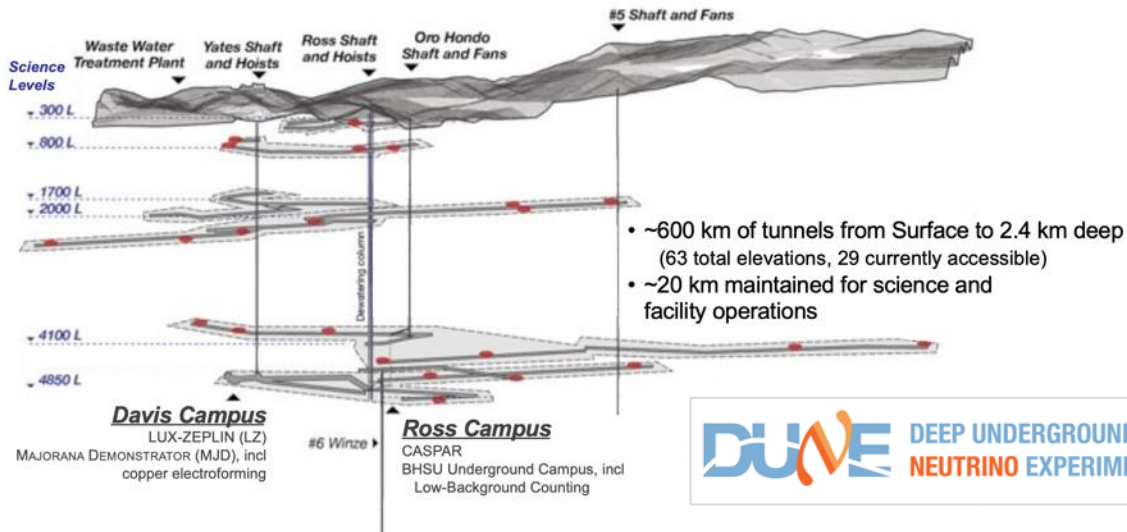 #5 Shaft and Fans
Waste Water
Treatment Plant
Yates Shaft
and Hoists
Ross Shaft
and Hoists
Oro Hondo
Shaft and Fans
Science
Levels
300 L
800 L
1700 L
2000 L
4100 L
4850 L
Dewatering column
• ~600 km of tunnels from Surface to 2.4 km deep
(63 total elevations, 29 currently accessible)
• ~20 km maintained for science and
facility operations
Davis Campus
LUX-ZEPLIN (LZ)
MAJORANA DEMONSTRATOR (MJD), incl
copper electroforming
#6 Winze
Ross Campus
CASPAR
BHSU Underground Campus, incl
Low-Background Counting
DUNE
DEEP UNDERGROUN
NEUTRINO EXPERIME